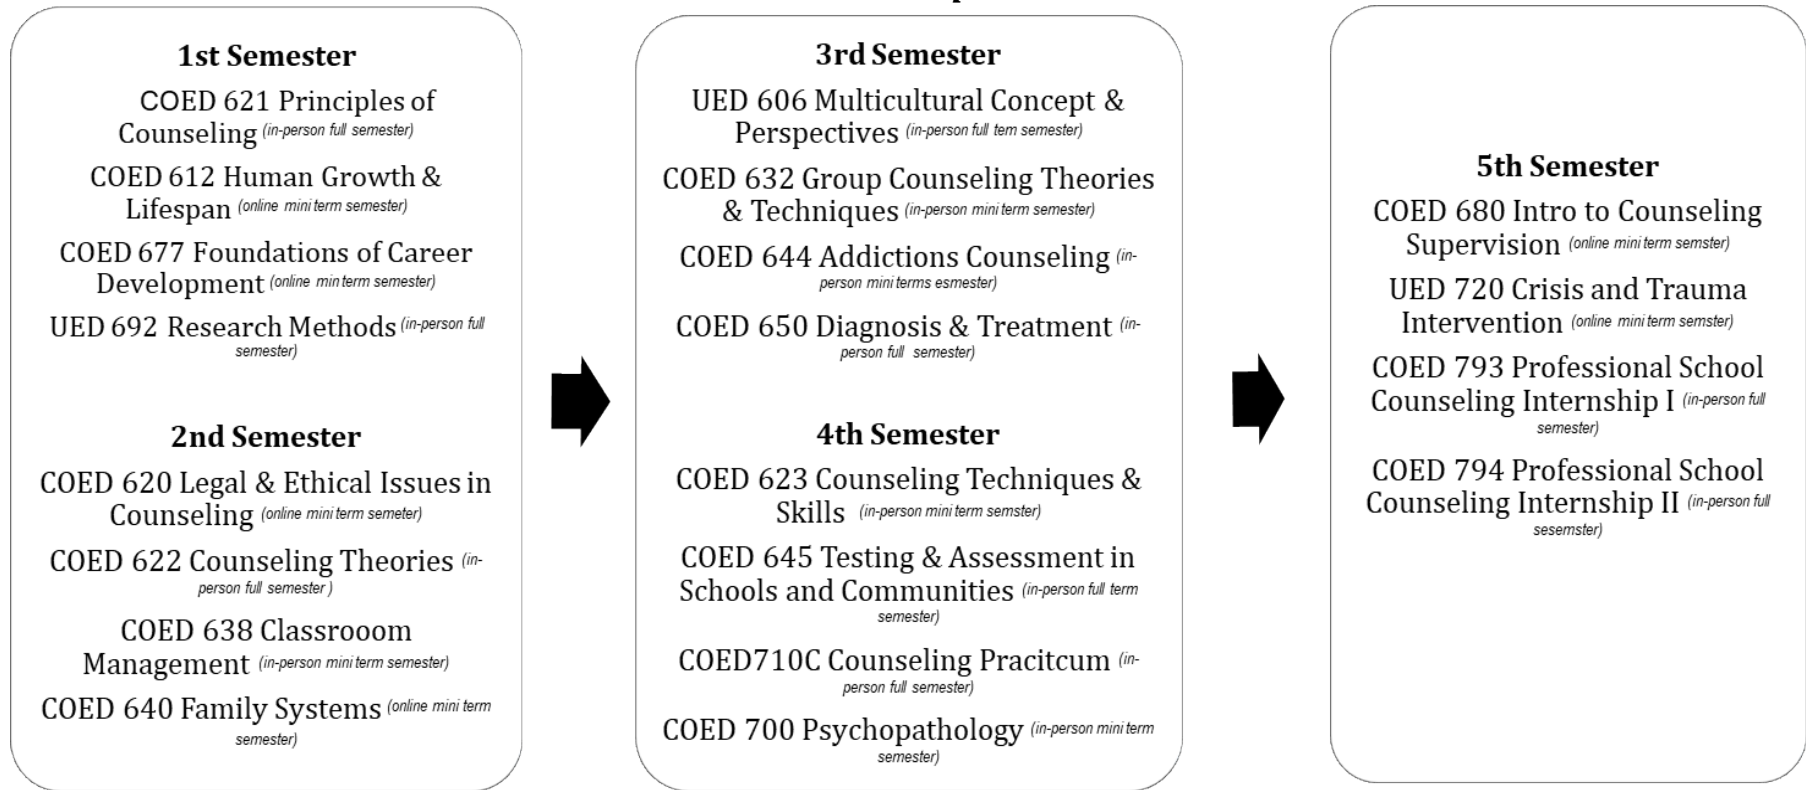 1st Semester
COED 621 Principles of
Counseling (in-person full semester)
COED 612 Human Growth &
Lifespan (online mini term semester)
COED 677 Foundations of Career
Development (online min term semester)
UED 692 Research Methods (in-person full
semester)
2nd Semester
COED 620 Legal & Ethical Issues in
Counseling (online mini term semeter)
COED 622 Counseling Theories (in-
person full semester )
COED 638 Classrooom
Management (in-person mini term semester)
COED 640 Family Systems (online mini term
semester)
3rd Semester
UED 606 Multicultural Concept &
Perspectives (in-person full tem semester)
COED 632 Group Counseling Theories
& Techniques (in-person mini term semester)
COED 644 Addictions Counseling (in-
person mini terms esmester)
COED 650 Diagnosis & Treatment (in-
person full semester)
4th Semester
COED 623 Counseling Techniques &
Skills (in-person mini term semster)
COED 645 Testing & Assessment in
Schools and Communities (in-person full term
semester)
COED710C Counseling Pracitcum (in-
person full semester)
COED 700 Psychopathology (in-person mini term
semester)
5th Semester
COED 680 Intro to Counseling
Supervision (online mini term semster)
UED 720 Crisis and Trauma
Intervention (online mini term semster)
COED 793 Professional School
Counseling Internship I (in-person full
semester)
COED 794 Professional School
Counseling Internship II (in-person full
sesemster)